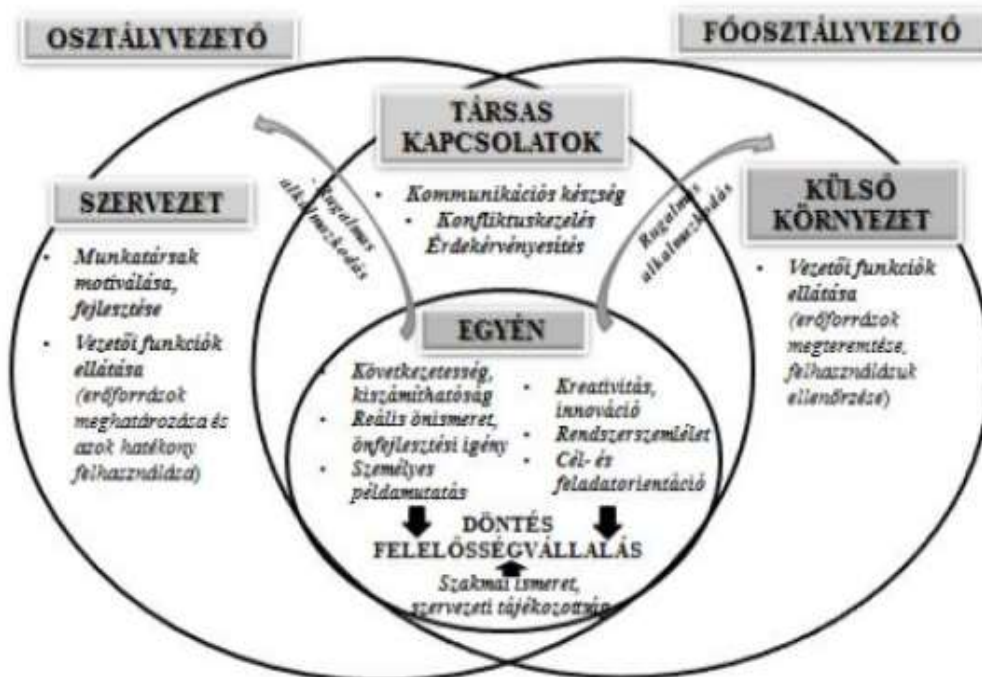 OSZTÁLYVEZETŐ
FŐOSZTÁLYVEZETŐ
TÁRSAS
KAPCSOLATOK
• Kommunikációs készség
• Konfliktuskezelés
Érdekérvényesítés
- Rugalmas
alkalmazkodás
Rugalmas
alkalmazkodás
SZERVEZET
• Munkatársak
motiválása,
fejlesztése
• Vezetői funkciók
ellátása
(erőforrások
meghatározása és
azok hatékony
felhasználása)
KÜLSŐ
KÖRNYEZET
• Vezetői funkciók
ellátása
(erőforrások
megteremtése,
felhasználásuk
ellenőrzése)
EGYÉN
• Következetesség,
kiszámíthatóság
• Reális önismeret,
önfejlesztési igény
• Személyes
példamutatás
• Kreativitás,
innováció
• Rendszerszemlélet
• Cél- és
feladatorientáció
DÖNTÉS
FELELŐSSÉGVÁLLALÁS
Szakmai ismeret,
szervezeti tájékozottság